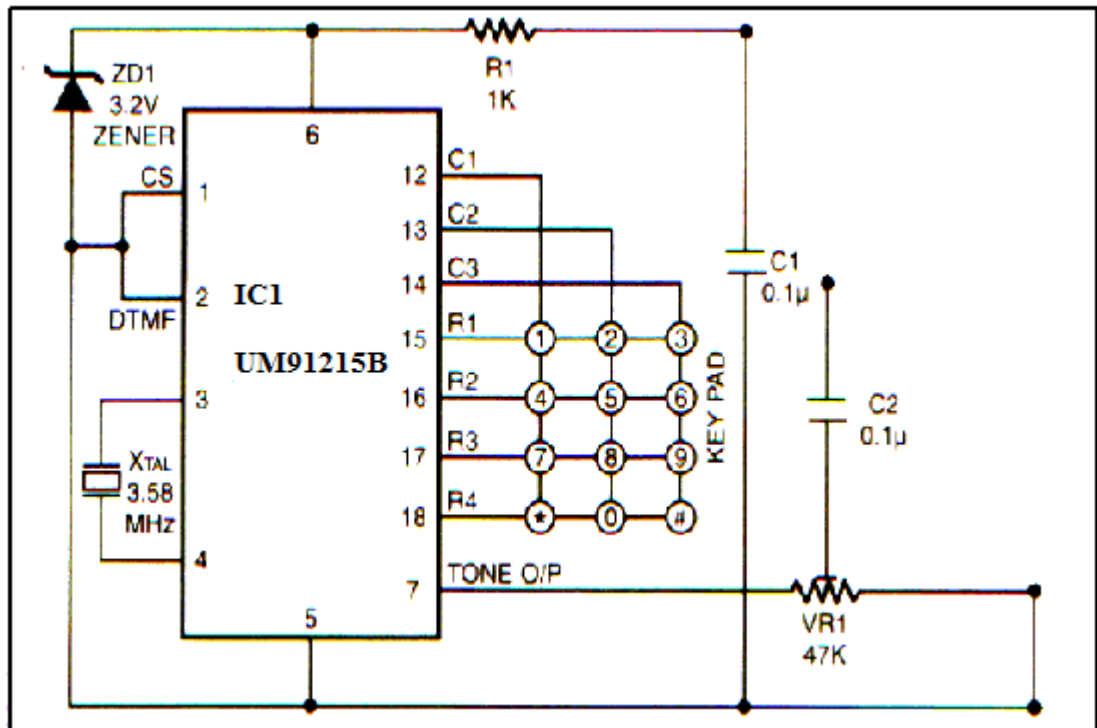 ZD1
3.2V
ZENER
R1
1K
6
CS
1
12
C1
13
C2
14
C3
2
DTMF
IC1
UM91215B
15
R1
1
2
3
16
R2
4
5
6
17
R3
7
8
9
18
R4
*
0
#
KEY PAD
C1
0.1μ
C2
0.1μ
3
XTAL
3.58
MHz
4
7
TONE O/P
VR1
47K
5